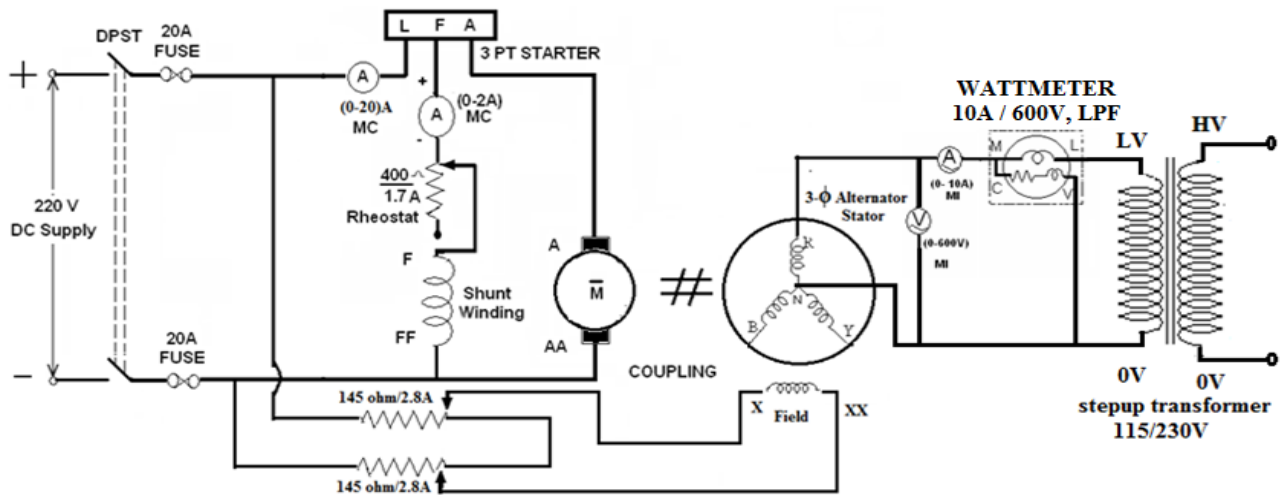 L F A
DPST
20A
FUSE
3 PT STARTER
+
A
(0-20)A
MC
+
A
(0-2A)
MC
-
400
1.7 A
Rheostat
220 V
DC Supply
F
Shunt
Winding
FF
A
M
AA
COUPLING
20A
FUSE
-
145 ohm/2.8A
145 ohm/2.8A
3-ϕ Alternator
Stator
R
N
B
Y
X
Field
XX
A
(0- 10A)
MI
V
(0-600V)
MI
WATTMETER
10A / 600V, LPF
M
L
C
V
LV
HV
0V
0V
stepup transformer
115/230V